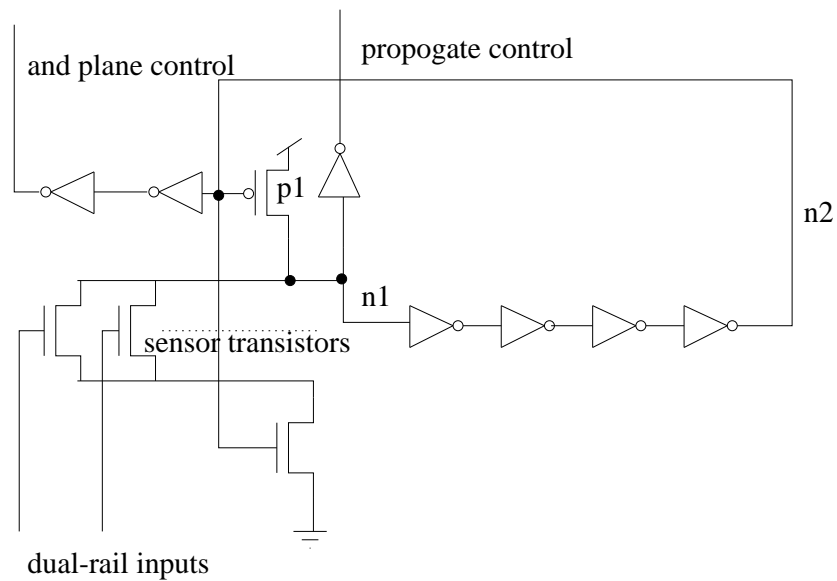 propogate control
and plane control
p1
n2
n1
sensor transistors
dual-rail inputs